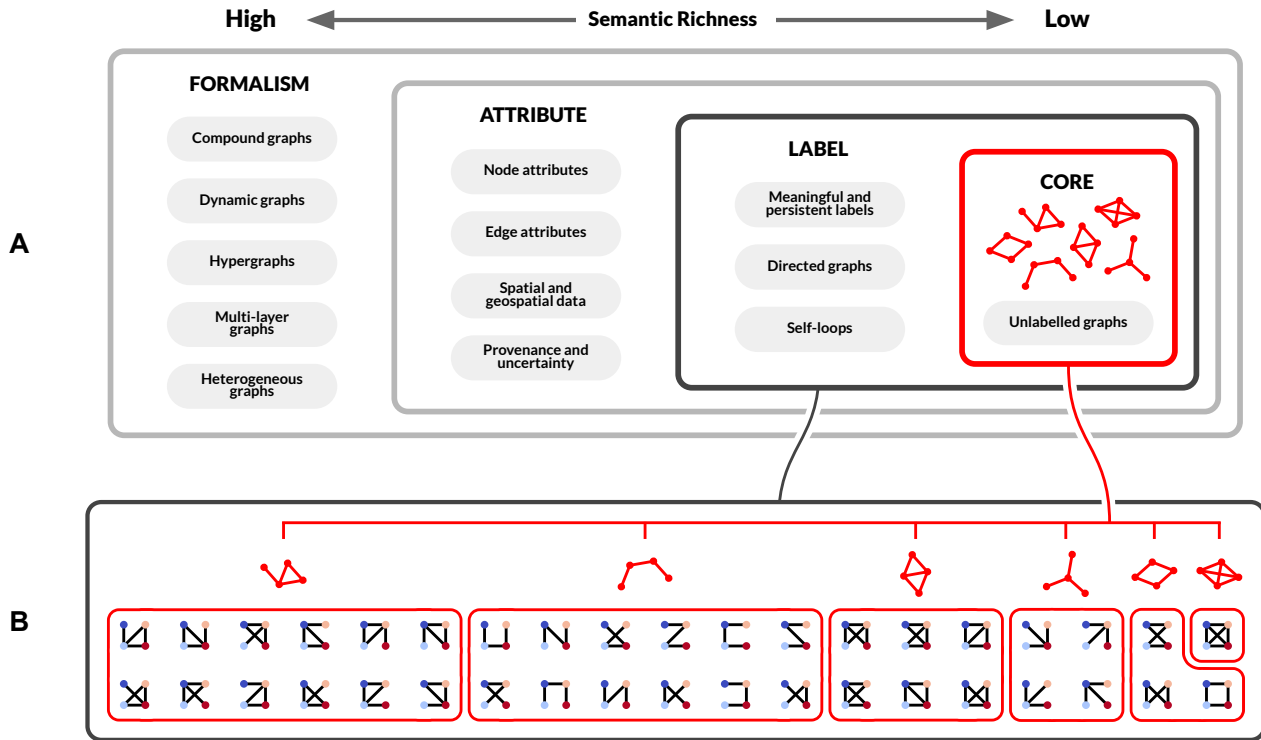 High
Semantic Richness
Low
A
FORMALISM
Compound graphs
Dynamic graphs
Hypergraphs
Multi-layer
graphs
Heterogeneous
graphs
ATTRIBUTE
Node attributes
Edge attributes
Spatial and
geospatial data
Provenance and
uncertainty
LABEL
Meaningful and
persistent labels
Directed graphs
Self-loops
CORE
Unlabelled graphs
B